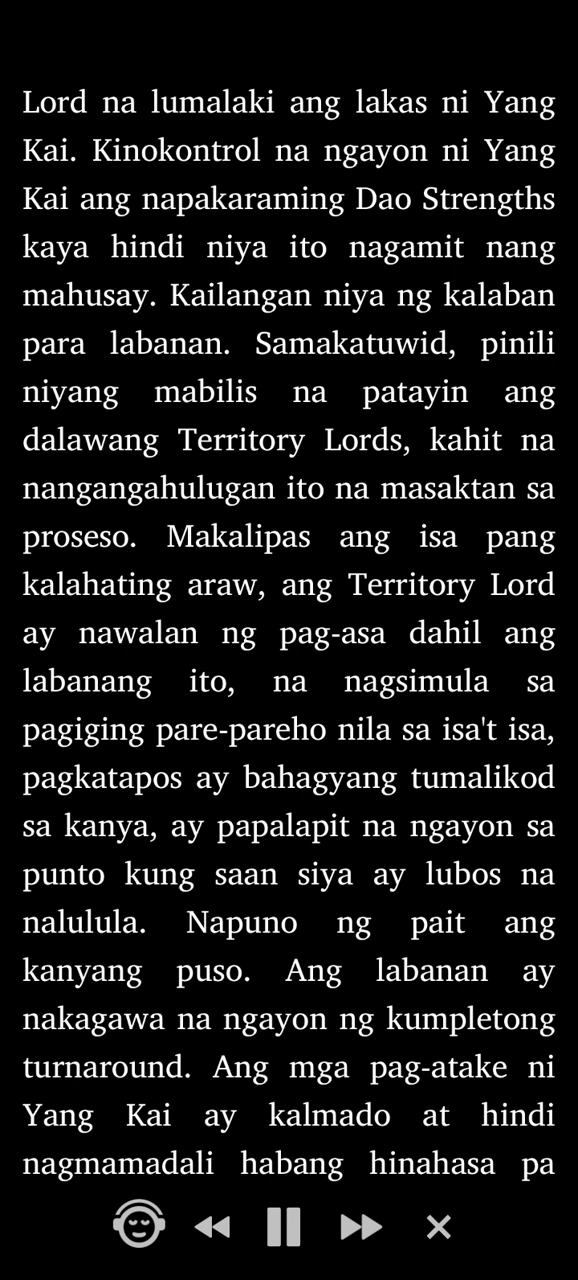 Lord na lumalaki ang lakas ni Yang
Kai. Kinokontrol na ngayon ni Yang
Kai ang napakaraming Dao Strengths
kaya hindi niya ito nagamit nang
mahusay. Kailangan niya ng kalaban
para labanan. Samakatuwid, pinili
niyang mabilis na patayin ang
dalawang Territory Lords, kahit na
nangangahulugan ito na masaktan sa
proseso. Makalipas ang isa pang
kalahating araw, ang Territory Lord
ay nawalan ng pag-asa dahil ang
labanang ito, na nagsimula sa
pagiging pare-pareho nila sa isa't isa,
pagkatapos ay bahagyang tumalikod
sa kanya, ay papalapit na ngayon sa
punto kung saan siya ay lubos na
nalulula. Napuno ng pait ang
kanyang puso. Ang labanan ay
nakagawa na ngayon ng kumpletong
turnaround. Ang mga pag-atake ni
Yang Kai ay kalmado at hindi
nagmamadali habang hinahasa pa